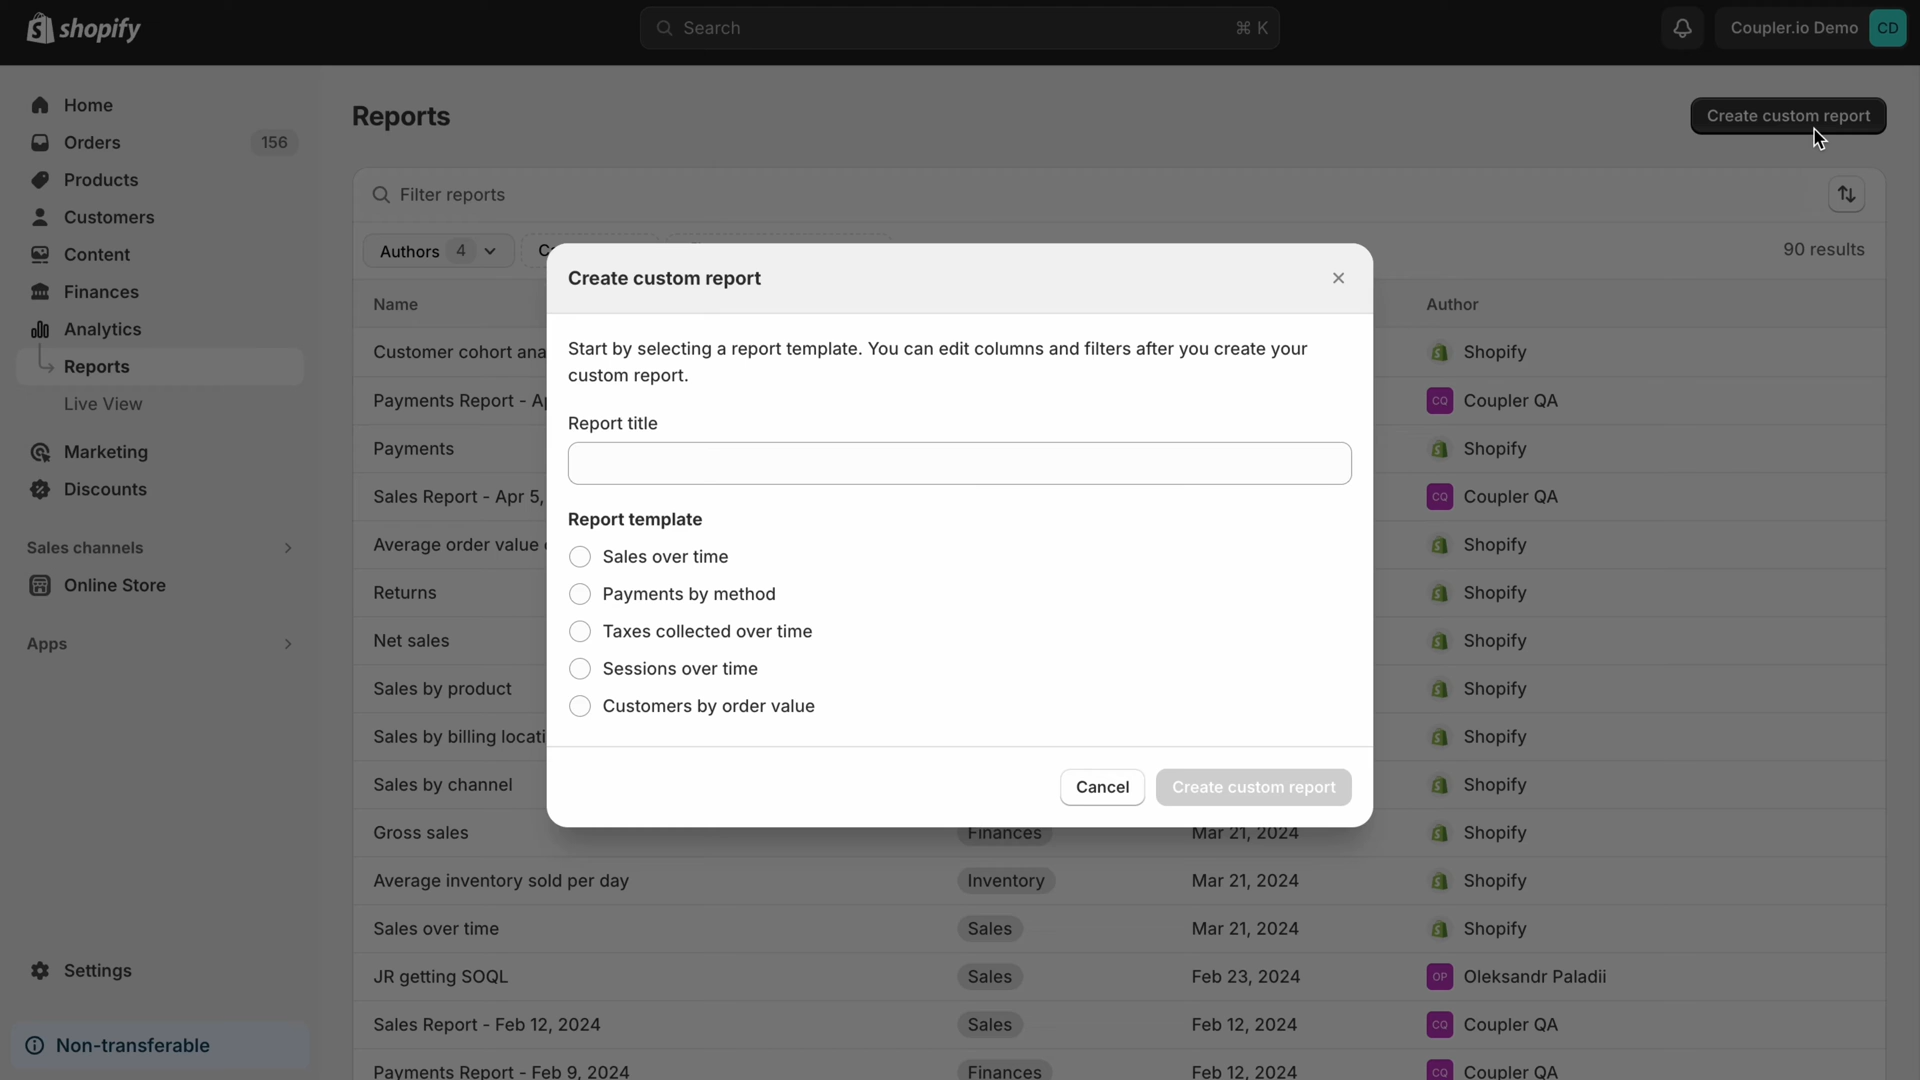 shopify
Search
⌘ K
Coupler.io Demo
CD
Home
Orders
156
Products
Customers
Content
Finances
Analytics
Reports
Live View
Marketing
Discounts
Sales channels
Online Store
Apps
Settings
Non-transferable
Reports
Create custom report
Filter reports
Authors 4
90 results
Name
Author
Customer cohort
Shopify
Payments Report -
CQ Coupler QA
Payments
Shopify
Sales Report - Apr 5,
CQ Coupler QA
Average order value
Shopify
Returns
Shopify
Net sales
Shopify
Sales by product
Shopify
Sales by billing
Shopify
Sales by channel
Shopify
Gross sales Finances Mar 21, 2024 Shopify
Average inventory sold per day Inventory Mar 21, 2024 Shopify
Sales over time Sales Mar 21, 2024 Shopify
JR getting SOQL Sales Feb 23, 2024 OP Oleksandr Paladii
Sales Report - Feb 12, 2024 Sales Feb 12, 2024 CQ Coupler QA
Payments Report - Feb 9, 2024 Finances Feb 12, 2024 CQ Coupler QA
Create custom report
Start by selecting a report template. You can edit columns and filters after you create your
custom report.
Report title
Report template
Sales over time
Payments by method
Taxes collected over time
Sessions over time
Customers by order value
Cancel
Create custom report